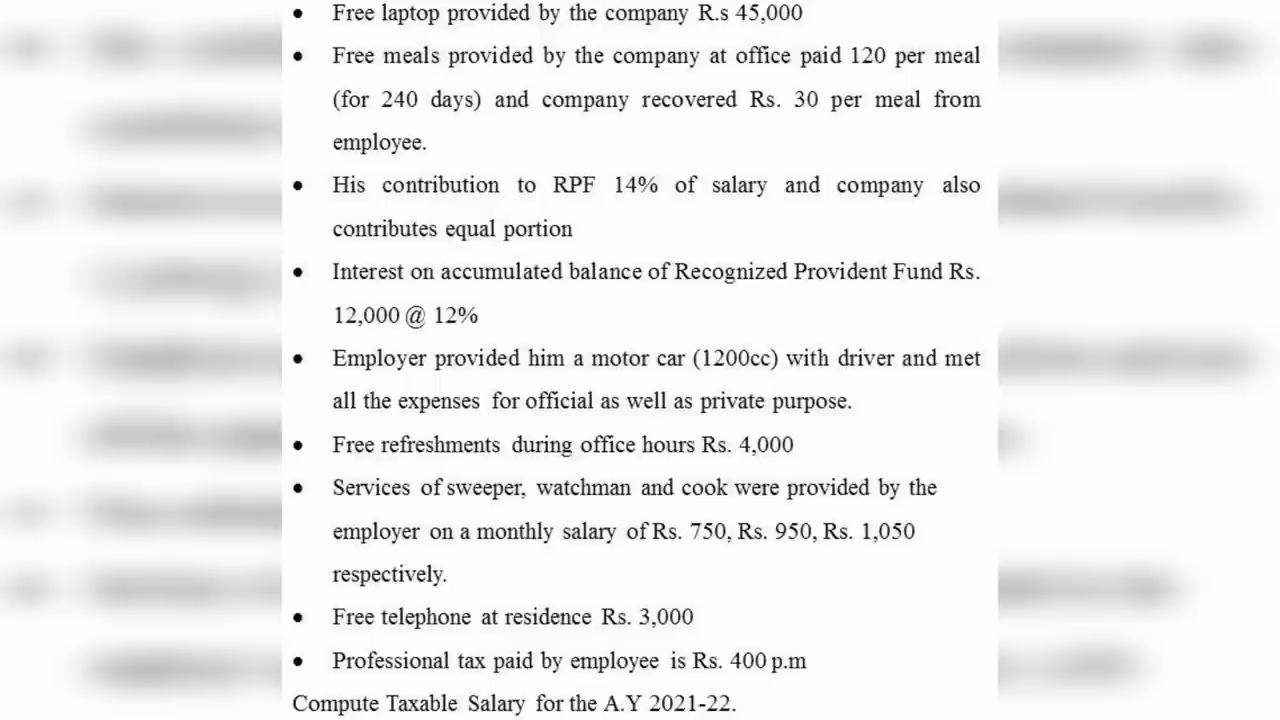 • Free laptop provided by the company R.s 45,000
• Free meals provided by the company at office paid 120 per meal
(for 240 days) and company recovered Rs. 30 per meal from
employee.
• His contribution to RPF 14% of salary and company also
contributes equal portion
• Interest on accumulated balance of Recognized Provident Fund Rs.
12,000 @ 12%
• Employer provided him a motor car (1200cc) with driver and met
all the expenses for official as well as private purpose.
• Free refreshments during office hours Rs. 4,000
• Services of sweeper, watchman and cook were provided by the
employer on a monthly salary of Rs. 750, Rs. 950, Rs. 1,050
respectively.
• Free telephone at residence Rs. 3,000
• Professional tax paid by employee is Rs. 400 p.m
Compute Taxable Salary for the A.Y 2021-22.